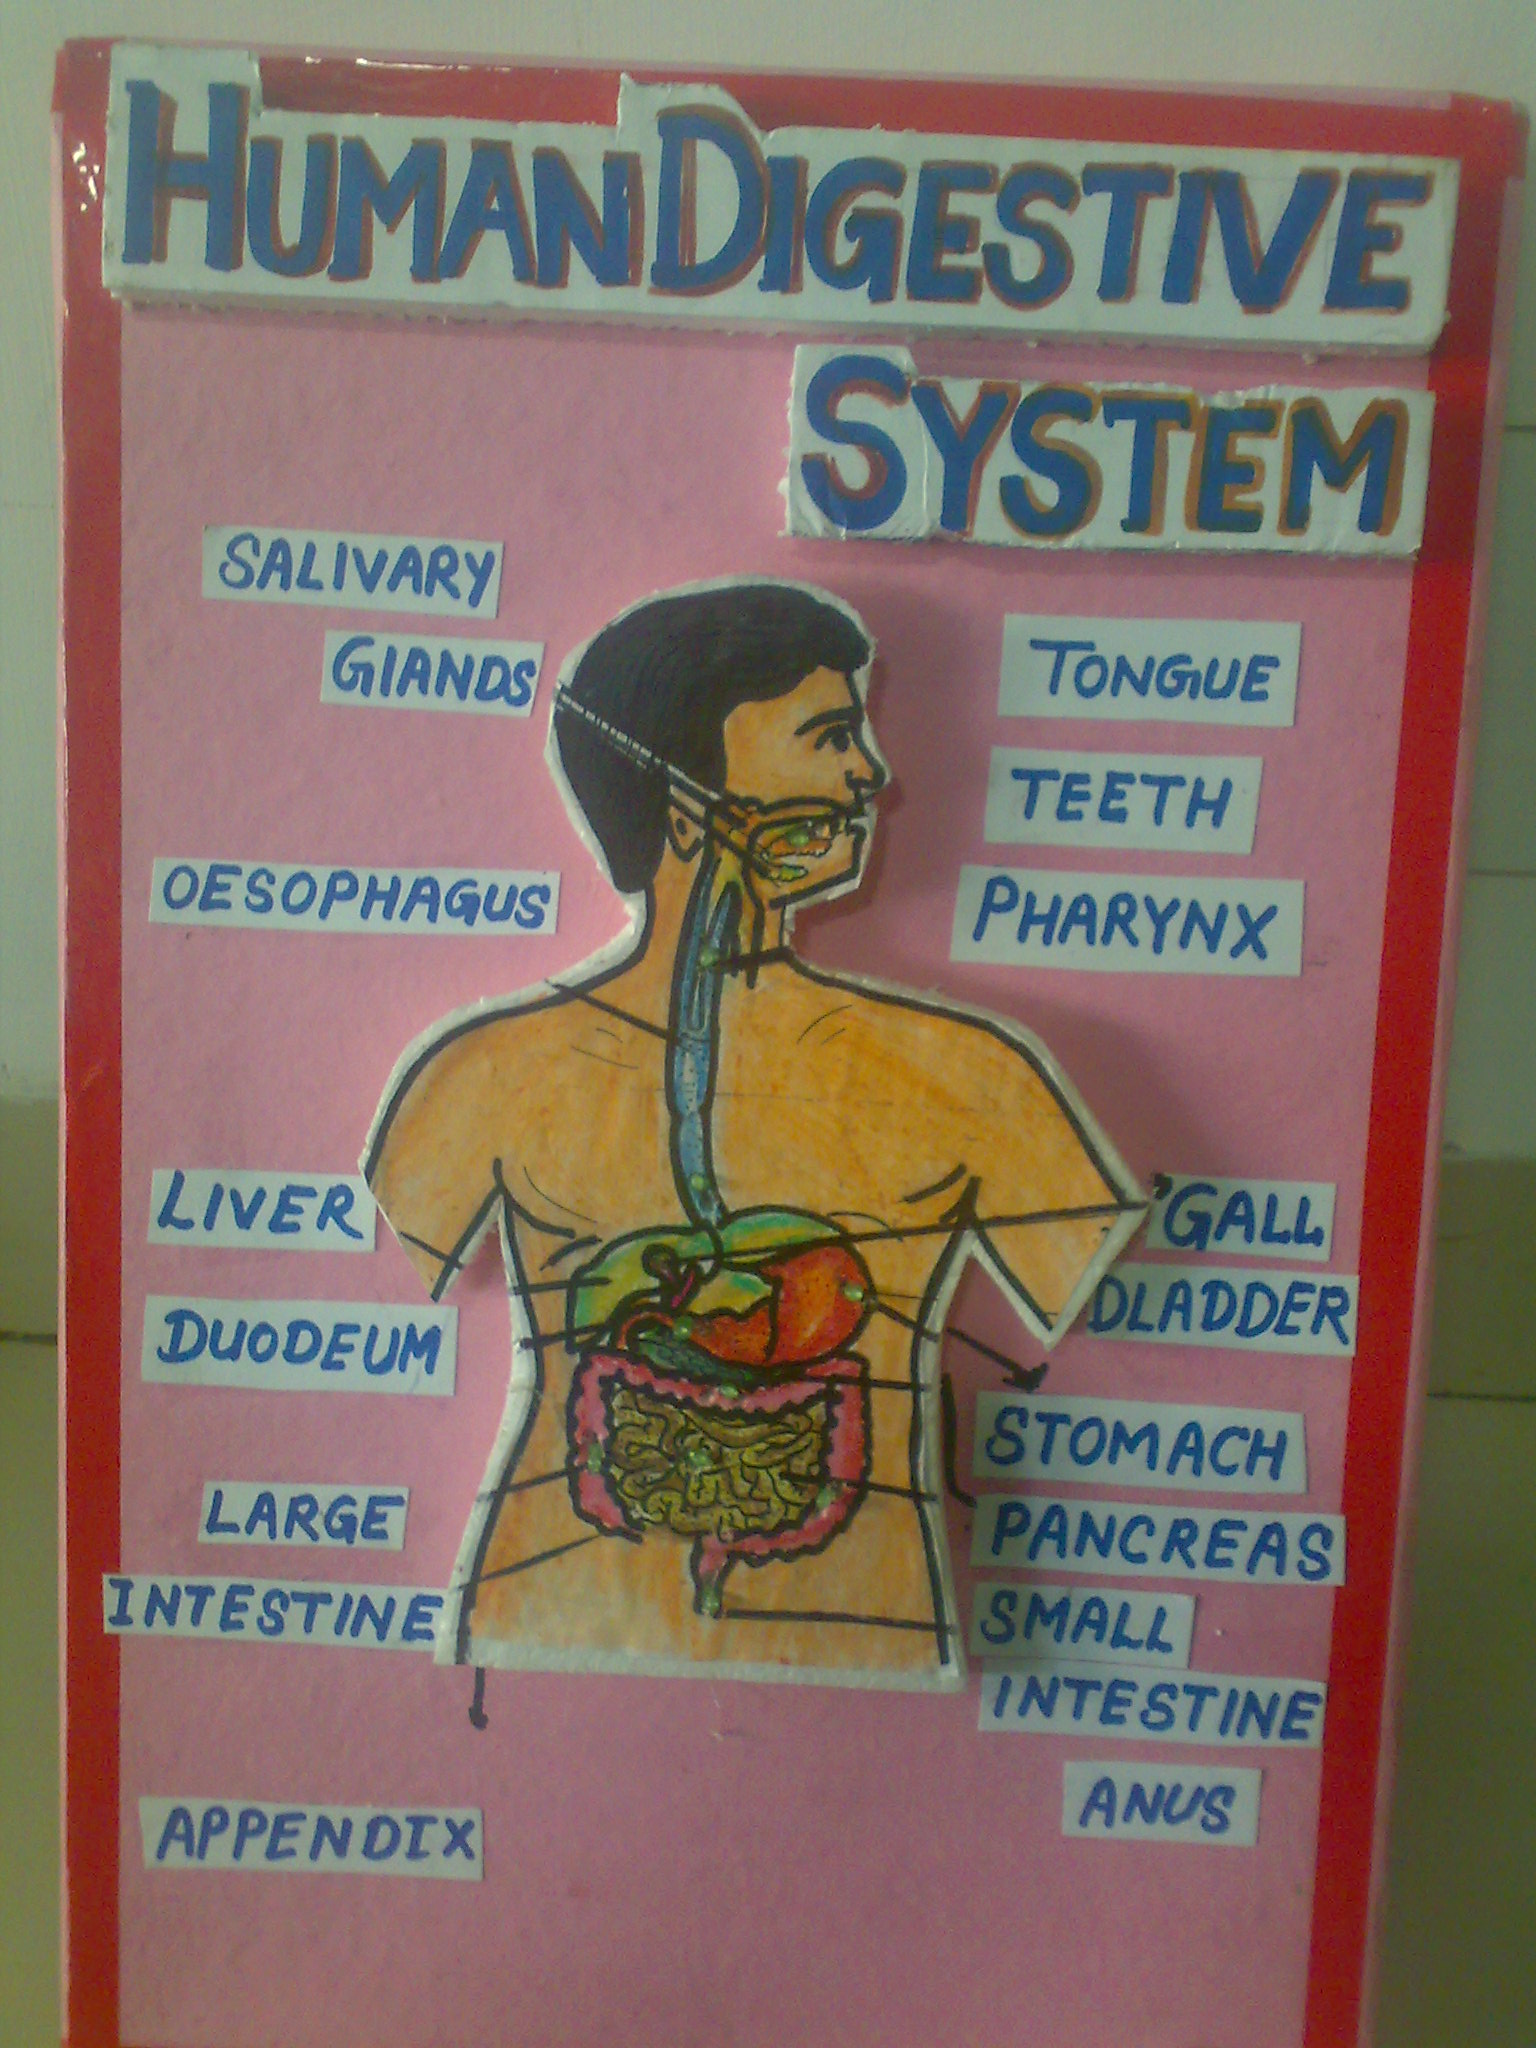 HUMAN DIGESTIVE
SYSTEM
SALIVARY
GIANDS
OESOPHAGUS
LIVER
DUODEUM
LARGE
INTESTINE
APPENDIX
TONGUE
TEETH
PHARYNX
GALL
DLADDER
STOMACH
PANCREAS
SMALL
INTESTINE
ANUS